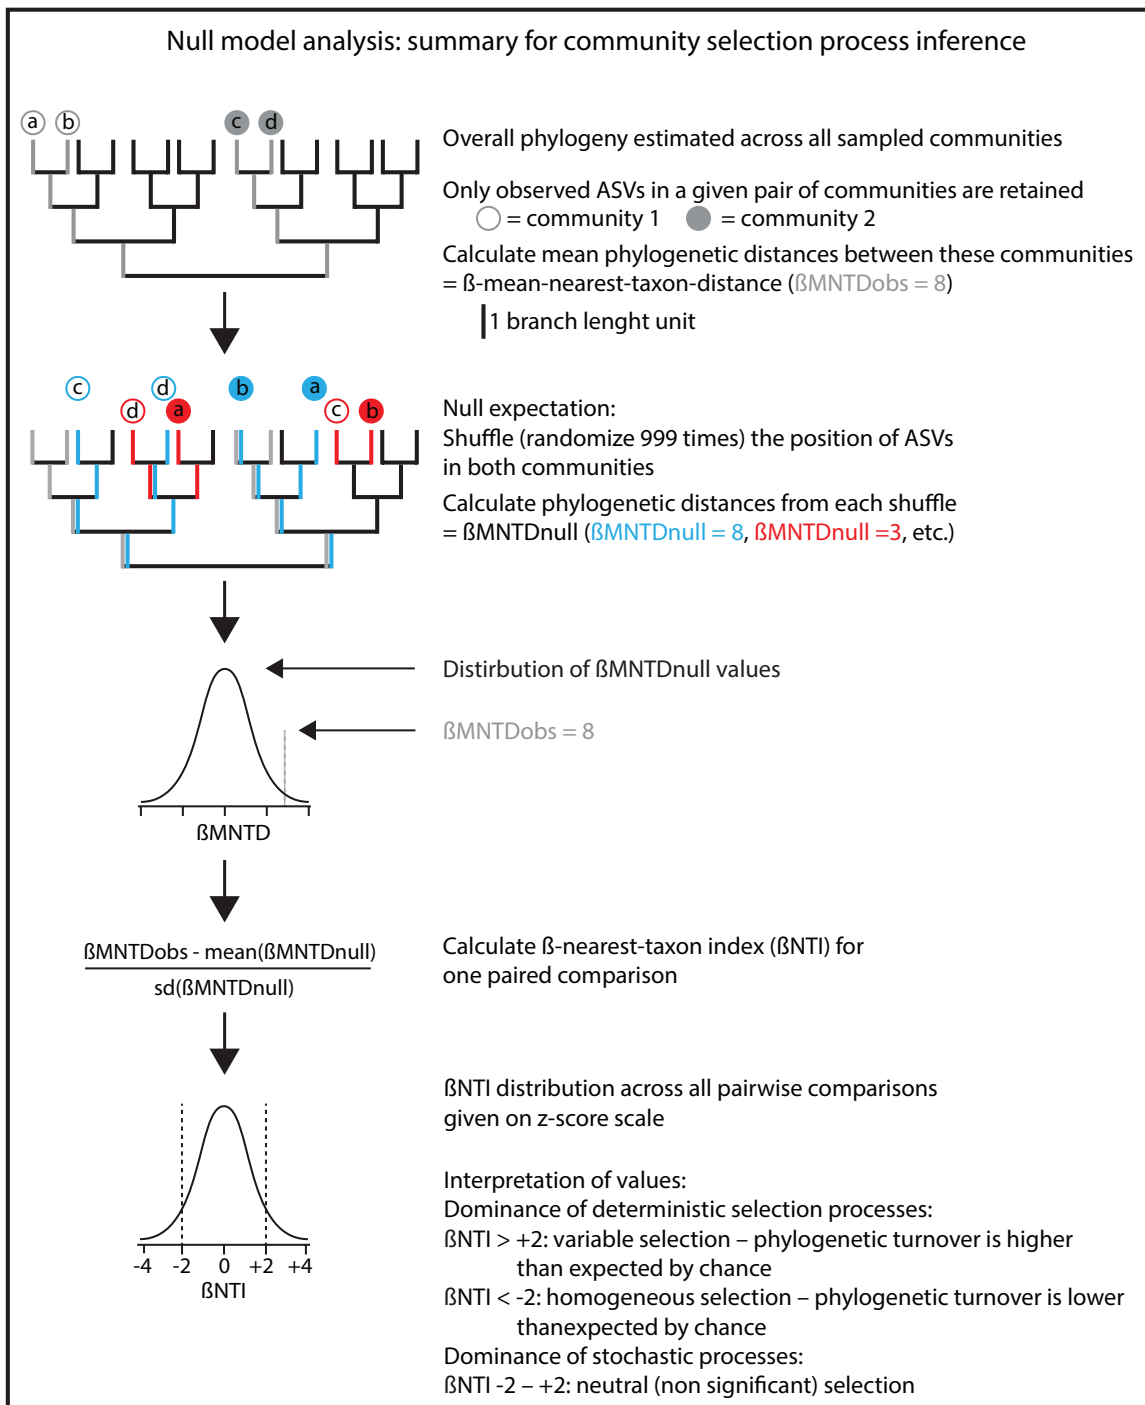 Null model analysis: summary for community selection process inference
a b c d
Overall phylogeny estimated across all sampled communities
Only observed ASVs in a given pair of communities are retained
= community 1 = community 2
Calculate mean phylogenetic distances between these communities
= ß-mean-nearest-taxon-distance (ßMNTDobs = 8)
1 branch lenght unit
c d b a
d a c b
Null expectation:
Shuffle (randomize 999 times) the position of ASVs
in both communities
Calculate phylogenetic distances from each shuffle
= ßMNTDnull (ßMNTDnull = 8, ßMNTDnull =3, etc.)
Distirbution of ßMNTDnull values
ßMNTDobs = 8
ßMNTD
ßMNTDobs - mean(ßMNTDnull)
sd(ßMNTDnull)
Calculate ß-nearest-taxon index (ßNTI) for
one paired comparison
ßNTI distribution across all pairwise comparisons
given on z-score scale
-4 -2 0 +2 +4
ßNTI
Interpretation of values:
Dominance of deterministic selection processes:
ßNTI > +2: variable selection – phylogenetic turnover is higher
than expected by chance
ßNTI < -2: homogeneous selection – phylogenetic turnover is lower
thanexpected by chance
Dominance of stochastic processes:
ßNTI -2 – +2: neutral (non significant) selection